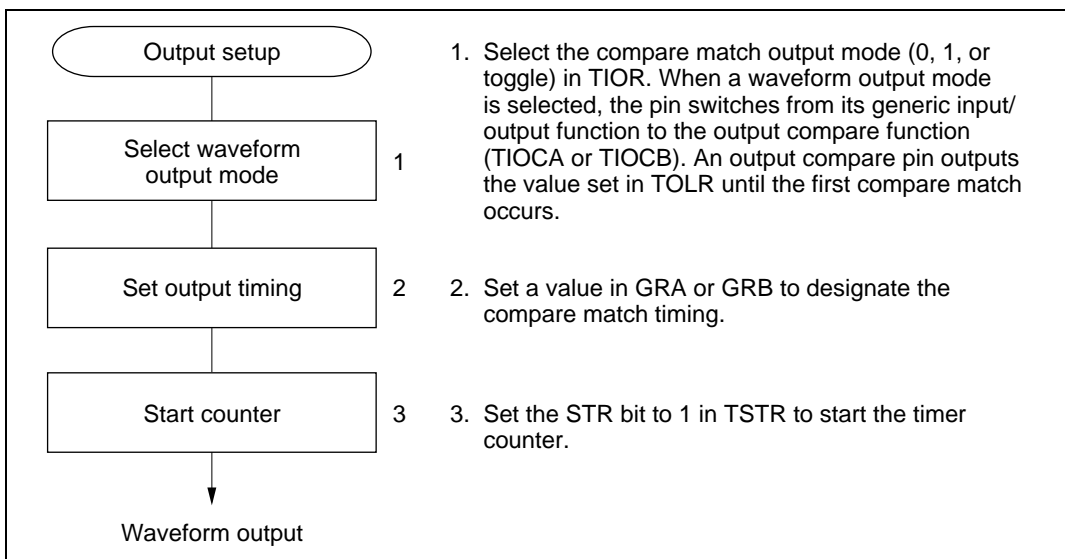 Output setup
Select waveform
output mode
1
Set output timing
2
Start counter
3
Waveform output
1. Select the compare match output mode (0, 1, or
toggle) in TIOR. When a waveform output mode
is selected, the pin switches from its generic input/
output function to the output compare function
(TIOCA or TIOCB). An output compare pin outputs
the value set in TOLR until the first compare match
occurs.
2. Set a value in GRA or GRB to designate the
compare match timing.
3. Set the STR bit to 1 in TSTR to start the timer
counter.